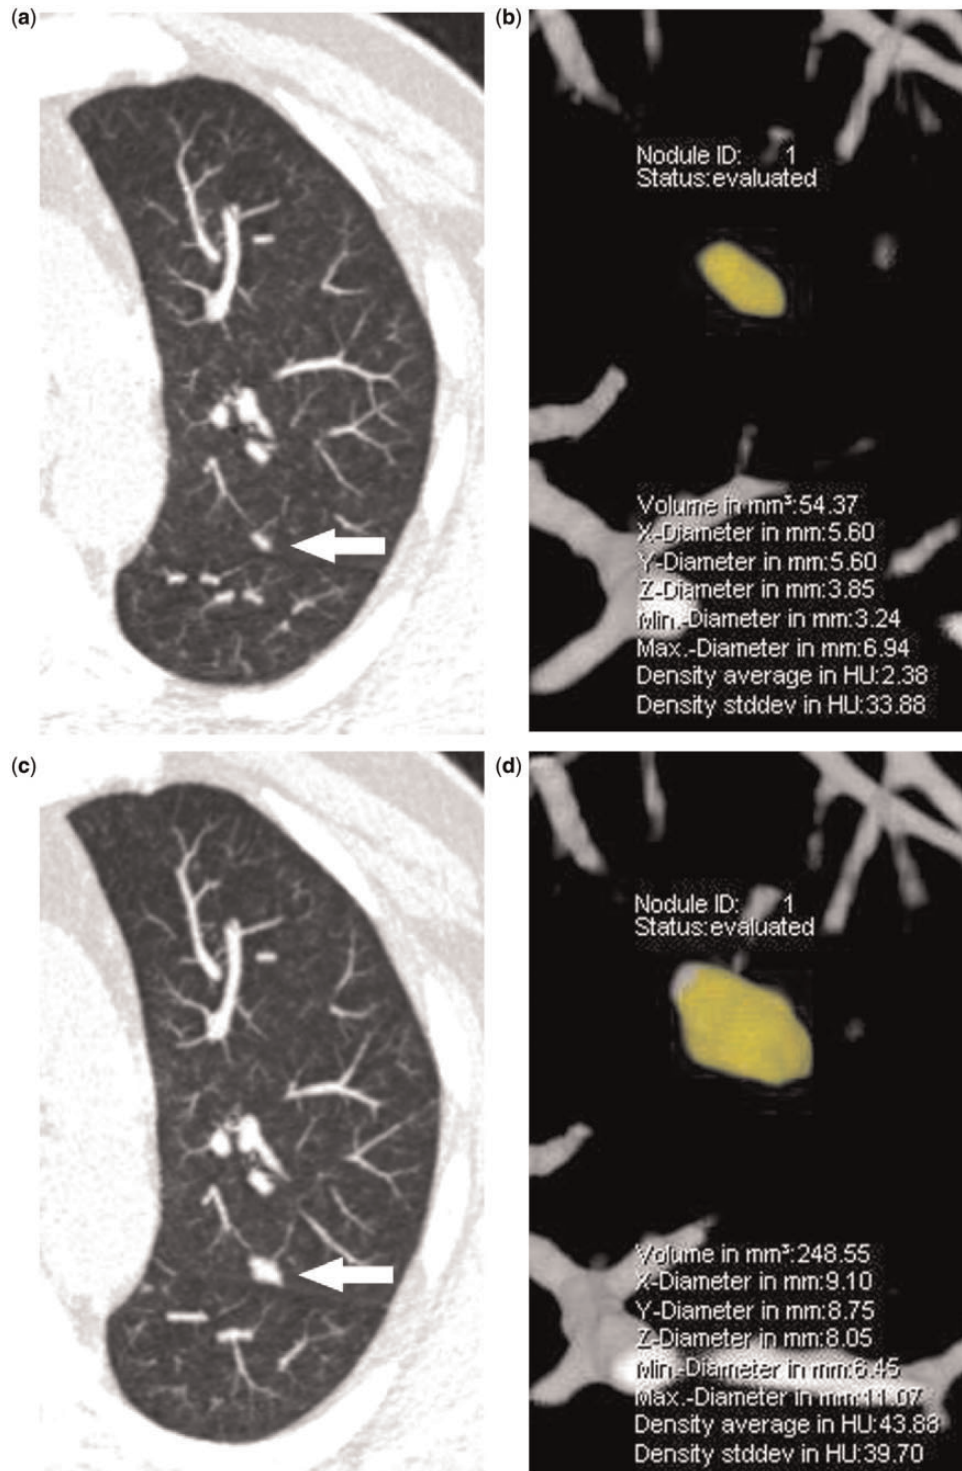 (a)
(b)
Nodule ID: 1
Status:evaluated
Volume in mm³:54.37
X-Diameter in mm:5.60
Y-Diameter in mm:5.60
Z-Diameter in mm:3.85
Min.-Diameter in mm:3.24
Max.-Diameter in mm:6.94
Density average in HU:2.38
Density stddev in HU:33.88
(c)
(d)
Nodule ID: 1
Status:evaluated
Volume in mm³:248.55
X-Diameter in mm:9.10
Y-Diameter in mm:8.75
Z-Diameter in mm:8.05
Min.-Diameter in mm:6.45
Max.-Diameter in mm:11.07
Density average in HU:43.88
Density stddev in HU:39.70